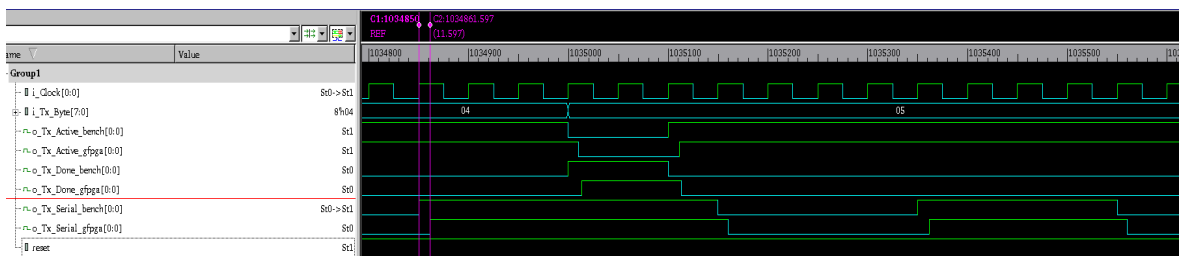 C1:1034850 C2:1034861.597
REF (11.597)
ame Value
1034800 1034900 1035000 1035100 1035200 1035300 1035400 1035500 103
Group1
i_Clock[0:0] St0->St1
i_Tx_Byte[7:0] 8'h04 04 05
o_Tx_Active_bench[0:0] St1
o_Tx_Active_gfpga[0:0] St1
o_Tx_Done_bench[0:0] St0
o_Tx_Done_gfpga[0:0] St0
o_Tx_Serial_bench[0:0] St0->St1
o_Tx_Serial_gfpga[0:0] St0
reset St1